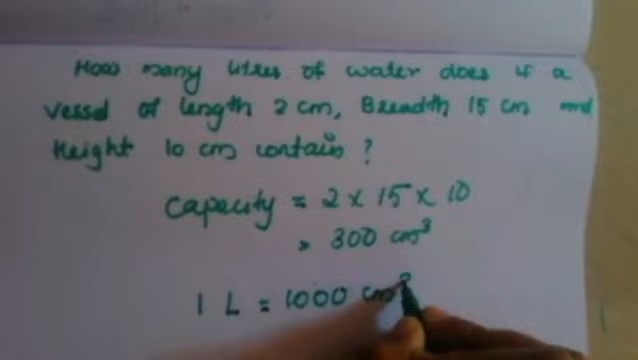 How many litres of water does if a
vessel of length 2 cm, Breadth 15 cm and
Height 10 cm contain ?
Capacity = 2 x 15 x 10
= 300 cm³
1 L = 1000 cm³